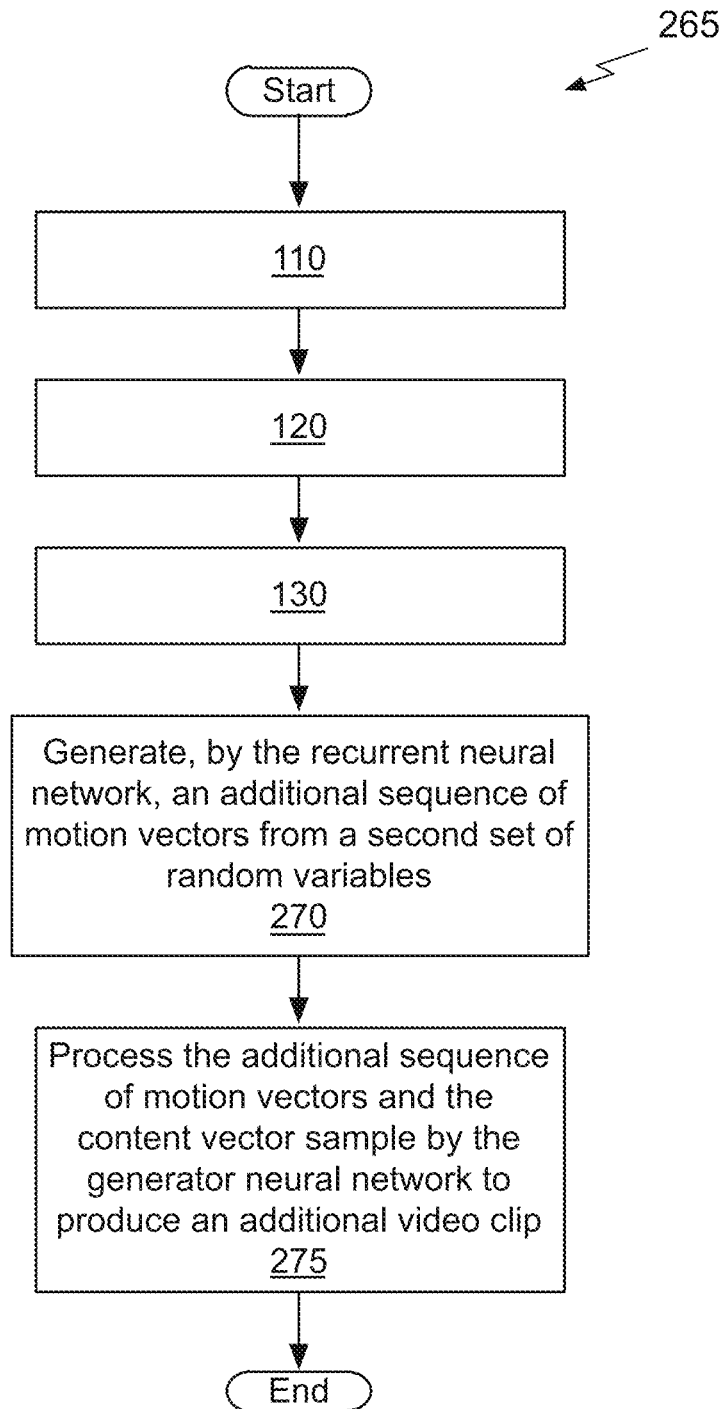 265
Start
110
120
130
Generate, by the recurrent neural
network, an additional sequence of
motion vectors from a second set of
random variables
270
Process the additional sequence
of motion vectors and the
content vector sample by the
generator neural network to
produce an additional video clip
275
End